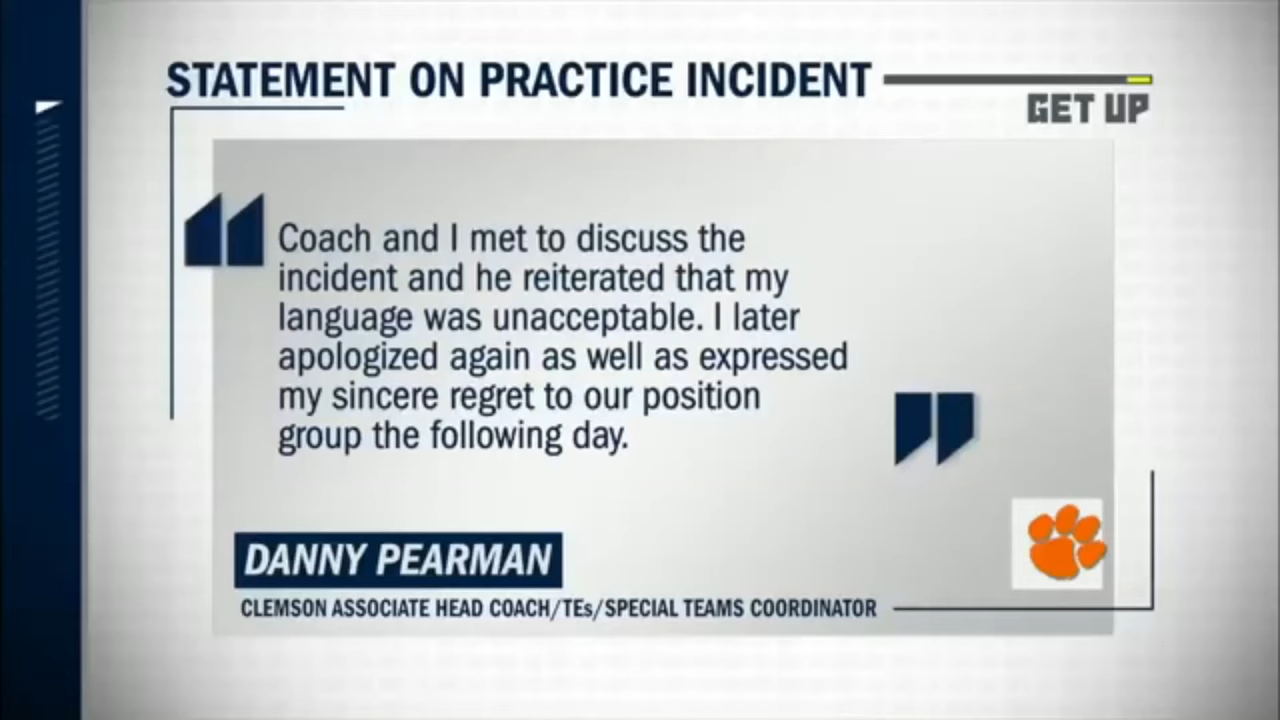 STATEMENT ON PRACTICE INCIDENT
GET UP
Coach and I met to discuss the
incident and he reiterated that my
language was unacceptable. I later
apologized again as well as expressed
my sincere regret to our position
group the following day.
DANNY PEARMAN
CLEMSON ASSOCIATE HEAD COACH/TEs/SPECIAL TEAMS COORDINATOR